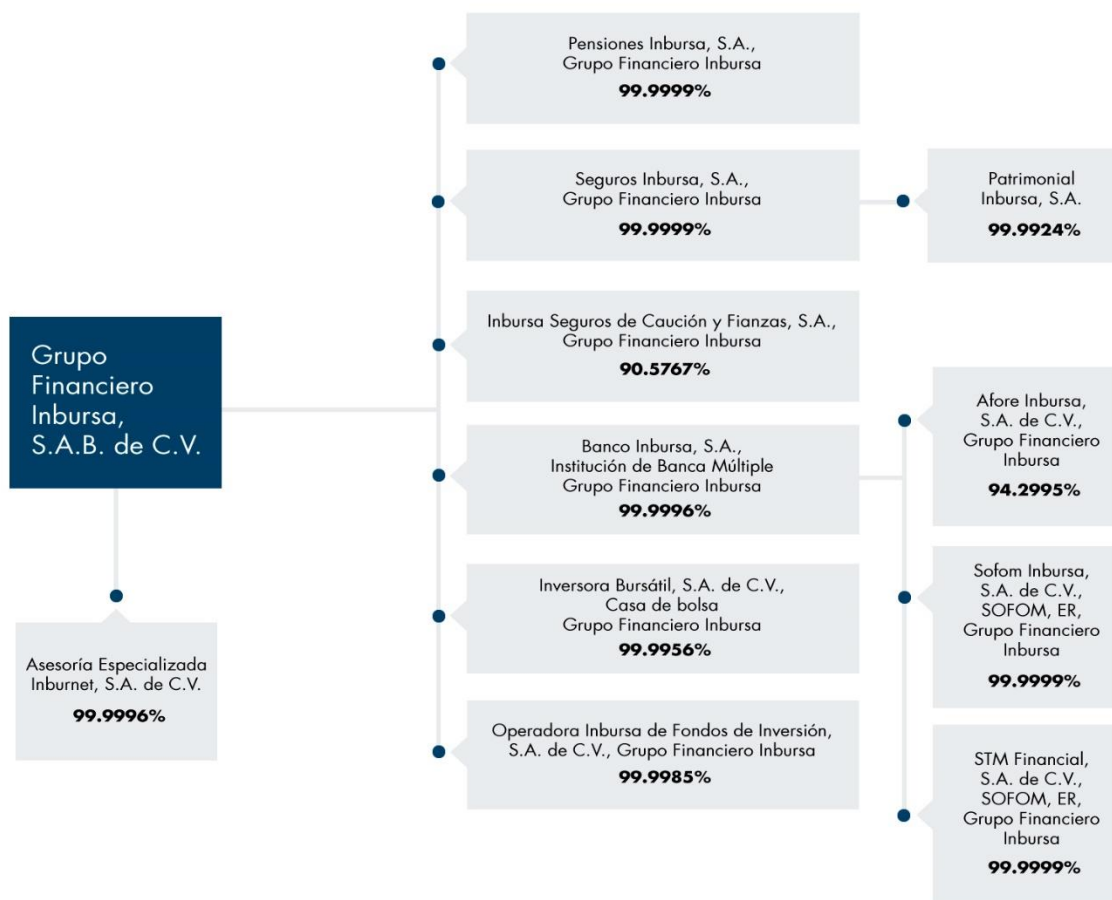 Grupo
Financiero
Inbursa,
S.A.B. de C.V.
Asesoría Especializada
Inburnet, S.A. de C.V.
99.9996%
Pensiones Inbursa, S.A.,
Grupo Financiero Inbursa
99.9999%
Seguros Inbursa, S.A.,
Grupo Financiero Inbursa
99.9999%
Patrimonial
Inbursa, S.A.
99.9924%
Inbursa Seguros de Caución y Fianzas, S.A.,
Grupo Financiero Inbursa
90.5767%
Banco Inbursa, S.A.,
Institución de Banca Múltiple
Grupo Financiero Inbursa
99.9996%
Afore Inbursa,
S.A. de C.V.,
Grupo Financiero
Inbursa
94.2995%
Sofom Inbursa,
S.A. de C.V.,
SOFOM, ER,
Grupo Financiero
Inbursa
99.9999%
STM Financial,
S.A. de C.V.,
SOFOM, ER,
Grupo Financiero
Inbursa
99.9999%
Inversora Bursátil, S.A. de C.V.,
Casa de bolsa
Grupo Financiero Inbursa
99.9956%
Operadora Inbursa de Fondos de Inversión,
S.A. de C.V., Grupo Financiero Inbursa
99.9985%